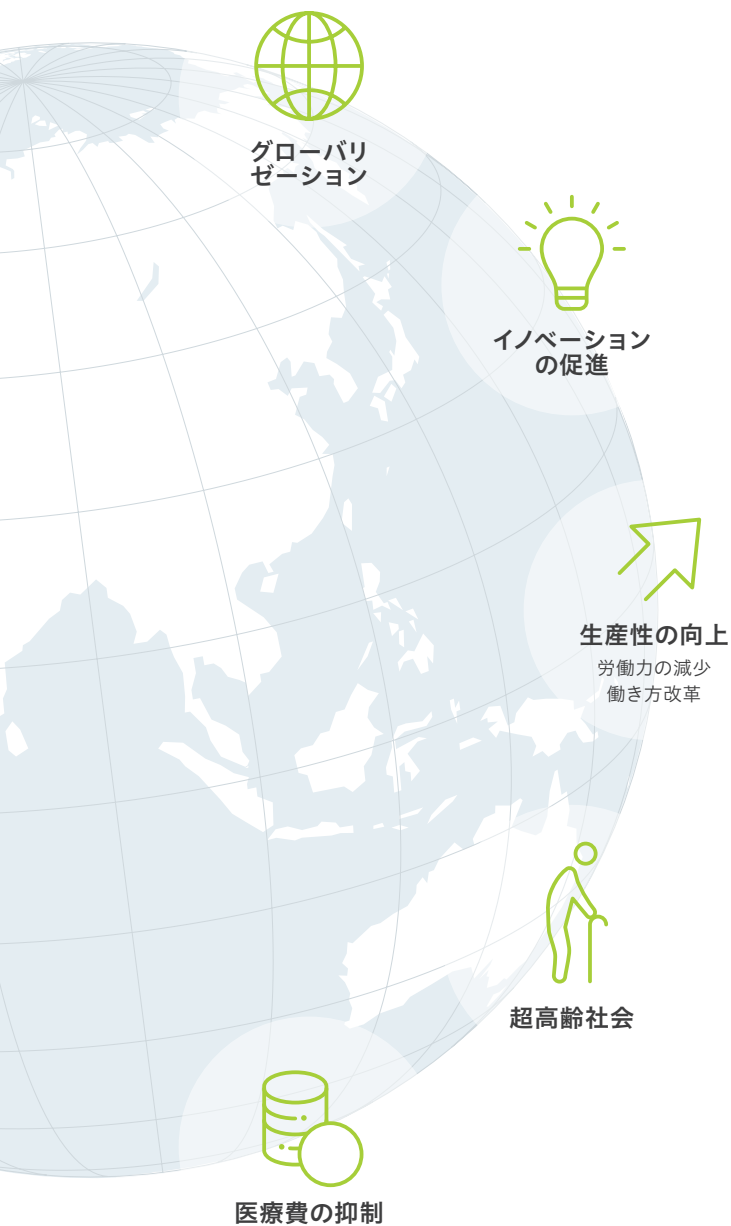 グローバリ
ゼーション
イノベーション
の促進
生産性の向上
労働力の減少
働き方改革
超高齢社会
医療費の抑制